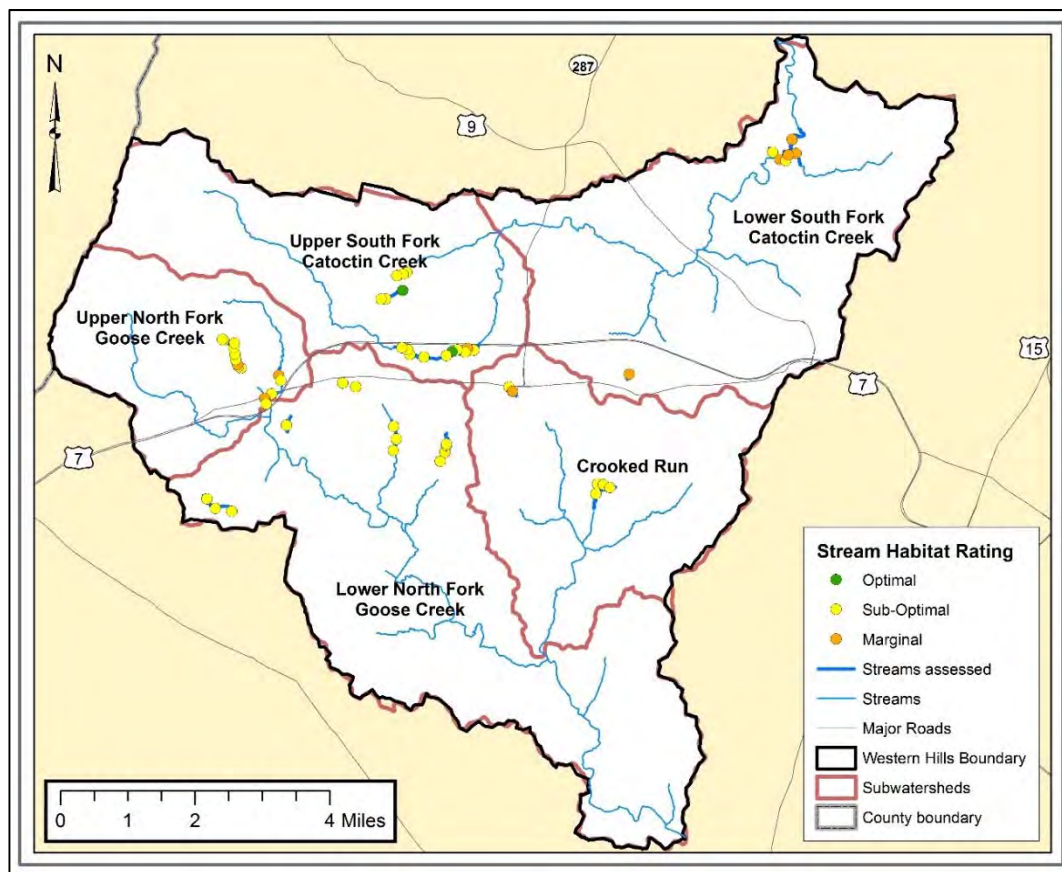 N
287
9
Lower South Fork
Catoctin Creek
Upper South Fork
Catoctin Creek
Upper North Fork
Goose Creek
15
7
7
Crooked Run
Lower North Fork
Goose Creek
Stream Habitat Rating
Optimal
Sub-Optimal
Marginal
Streams assessed
Streams
Major Roads
Western Hills Boundary
Subwatersheds
County boundary
0 1 2 4 Miles